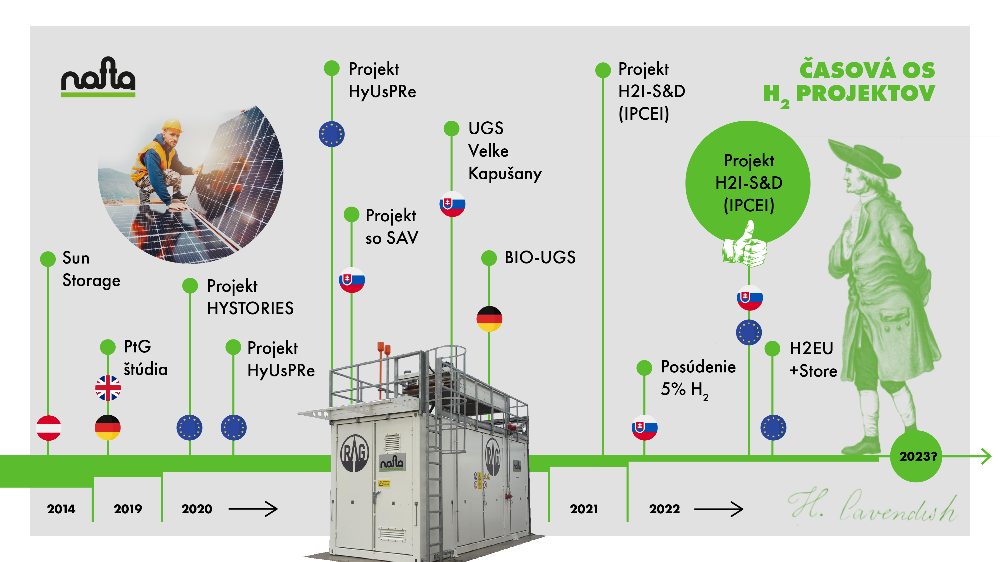 nafta
ČASOVÁ OS
H₂ PROJEKTOV
Projekt
HyUsPRe
Projekt
H2I-S&D
(IPCEI)
UGS
Velke
Kapušany
Projekt
H2I-S&D
(IPCEI)
Projekt
so SAV
Sun
Storage
BIO-UGS
Projekt
HYSTORIES
PtG
štúdia
Projekt
HyUsPRe
Posúdenie
5% H₂
H2EU
+Store
RAG
nafta
RAG
nafta
2023?
2014
2019
2020
2021
2022
H. Cavendish